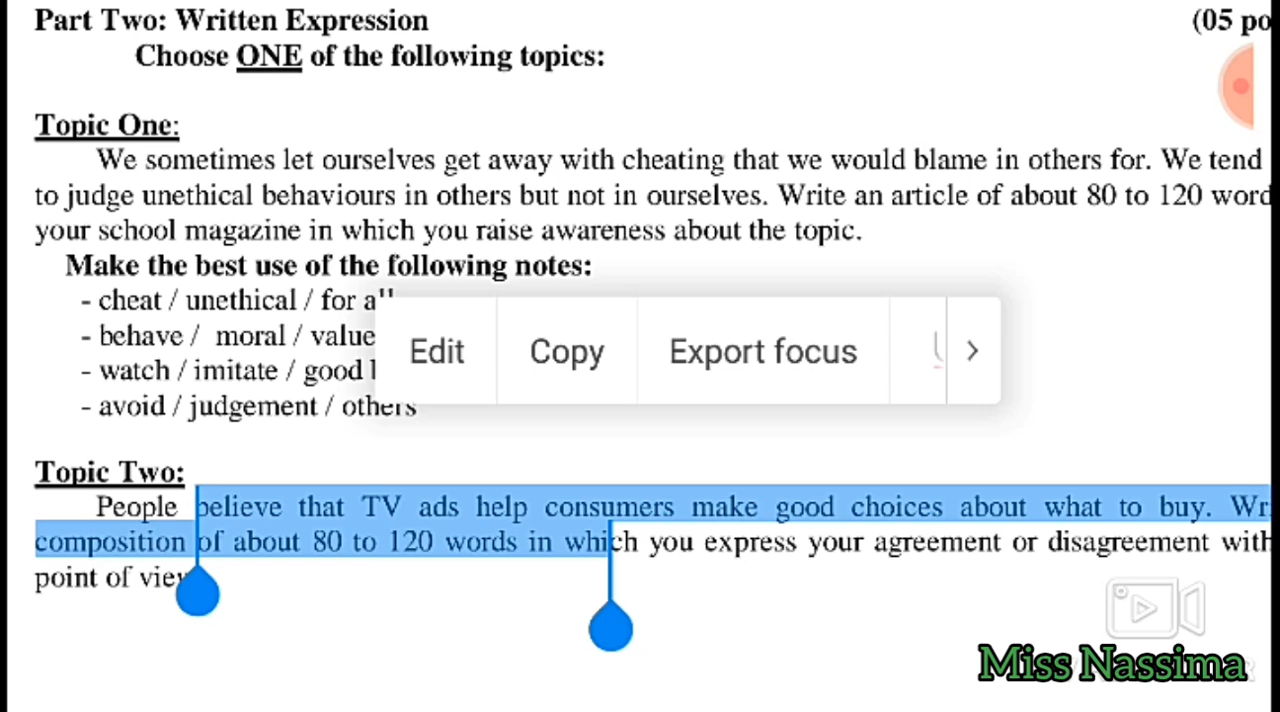 Part Two: Written Expression (05 po
Choose ONE of the following topics:
Topic One:
We sometimes let ourselves get away with cheating that we would blame in others for. We tend
to judge unethical behaviours in others but not in ourselves. Write an article of about 80 to 120 word
your school magazine in which you raise awareness about the topic.
Make the best use of the following notes:
- cheat / unethical / for
- behave / moral / value
- watch / imitate / good
- avoid / judgement / others
Edit Copy Export focus >
Topic Two:
People believe that TV ads help consumers make good choices about what to buy. Wr
composition of about 80 to 120 words in which you express your agreement or disagreement with
point of view
Miss Nassima